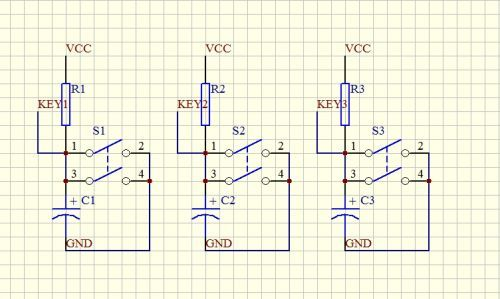 VCC VCC VCC
R1 R2 R3
KEY1 KEY2 KEY3
S1 S2 S3
1 2 1 2 1 2
3 4 3 4 3 4
+ C1 + C2 + C3
GND GND GND